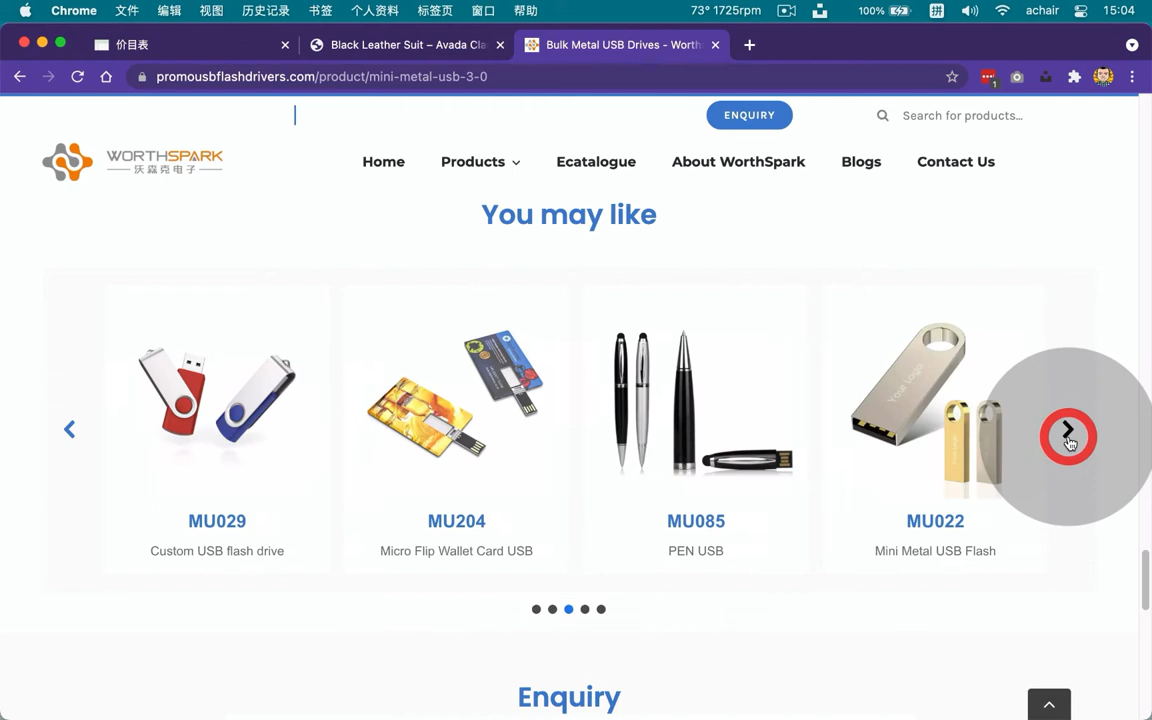 Chrome 文件 编辑 视图 历史记录 书签 个人资料 标签页 窗口 帮助 73° 1725rpm 100% 拼 achair 15:04
价目表 Black Leather Suit – Avada Cla Bulk Metal USB Drives - Worth
promousbflashdrivers.com/product/mini-metal-usb-3-0 1
ENQUIRY Search for products...
WORTHSPARK
沃森克电子
Home Products Ecatalogue About WorthSpark Blogs Contact Us
You may like
Your Logo
MU029 MU204 MU085 MU022
Custom USB flash drive Micro Flip Wallet Card USB PEN USB Mini Metal USB Flash
Enquiry